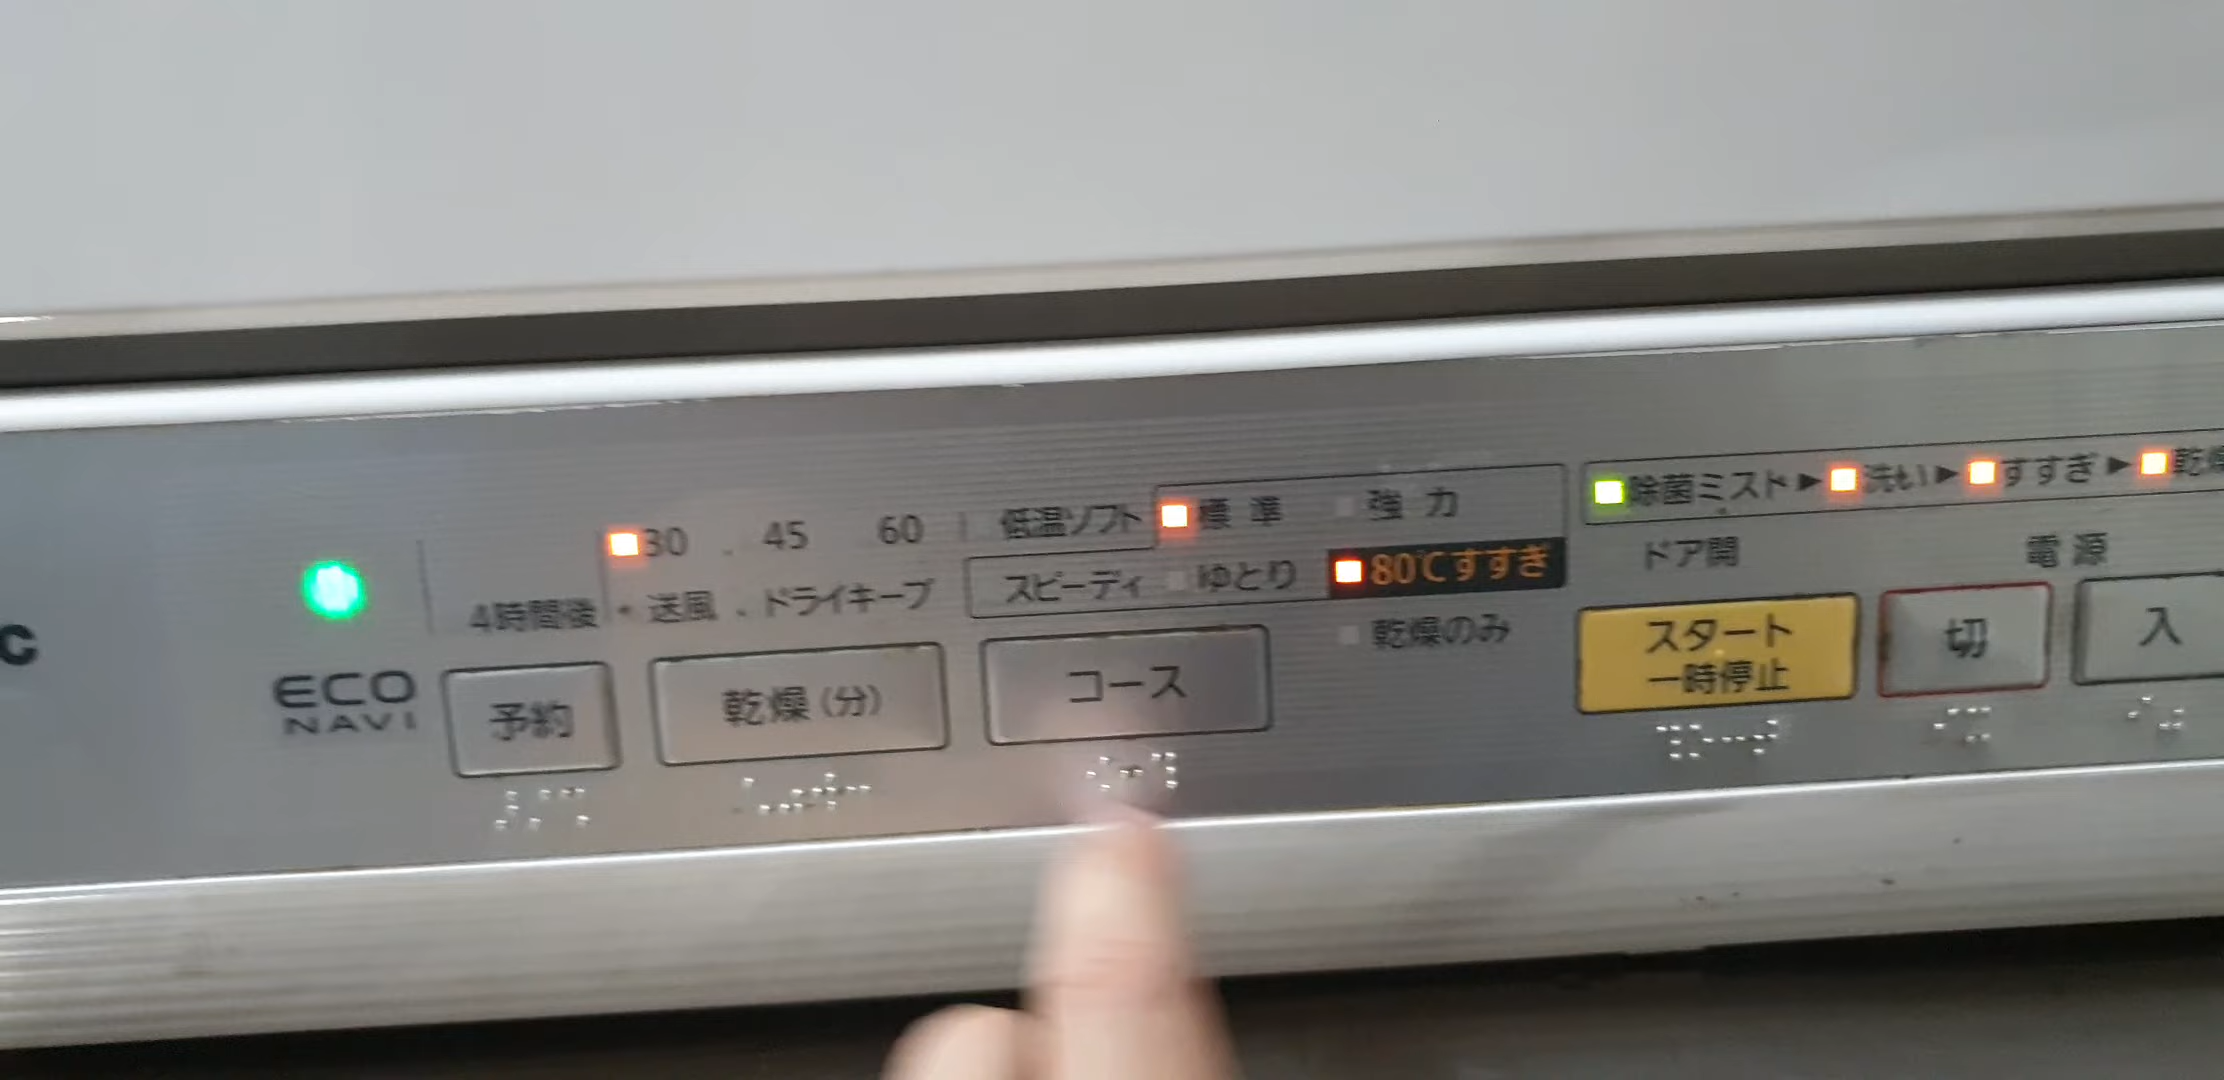 30 . 45 60 低温ソフト 標準 強力
4時間後 送風 ドライキープ スピーディ ゆとり 80℃すすぎ
乾燥のみ
除菌ミスト▶洗い▶すすぎ▶乾燥
ドア開 電源
C
ECO
NAVI
予約
乾燥(分)
コース
スタート
一時停止
切
入